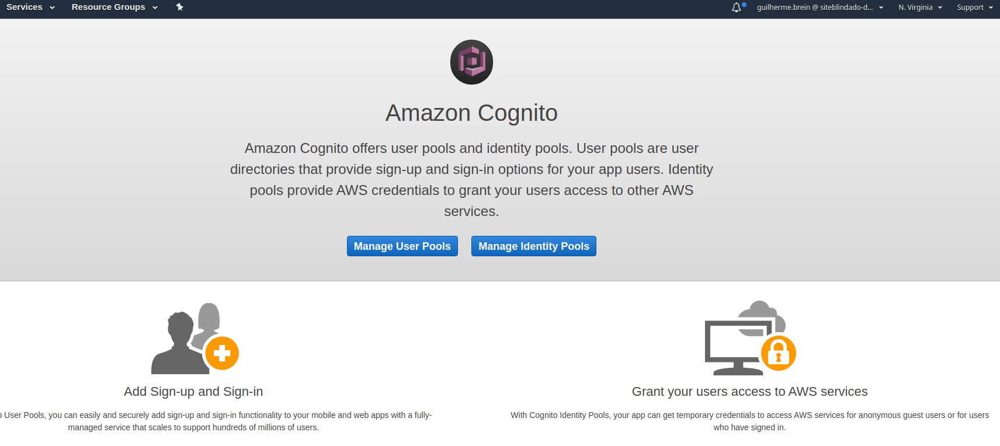 Services Resource Groups guilherme.brein @ siteblindado-d... N. Virginia Support
Amazon Cognito
Amazon Cognito offers user pools and identity pools. User pools are user
directories that provide sign-up and sign-in options for your app users. Identity
pools provide AWS credentials to grant your users access to other AWS
services.
Manage User Pools Manage Identity Pools
Add Sign-up and Sign-in
User Pools, you can easily and securely add sign-up and sign-in functionality to your mobile and web apps with a fully-
managed service that scales to support hundreds of millions of users.
Grant your users access to AWS services
With Cognito Identity Pools, your app can get temporary credentials to access AWS services for anonymous guest users or for users
who have signed in.